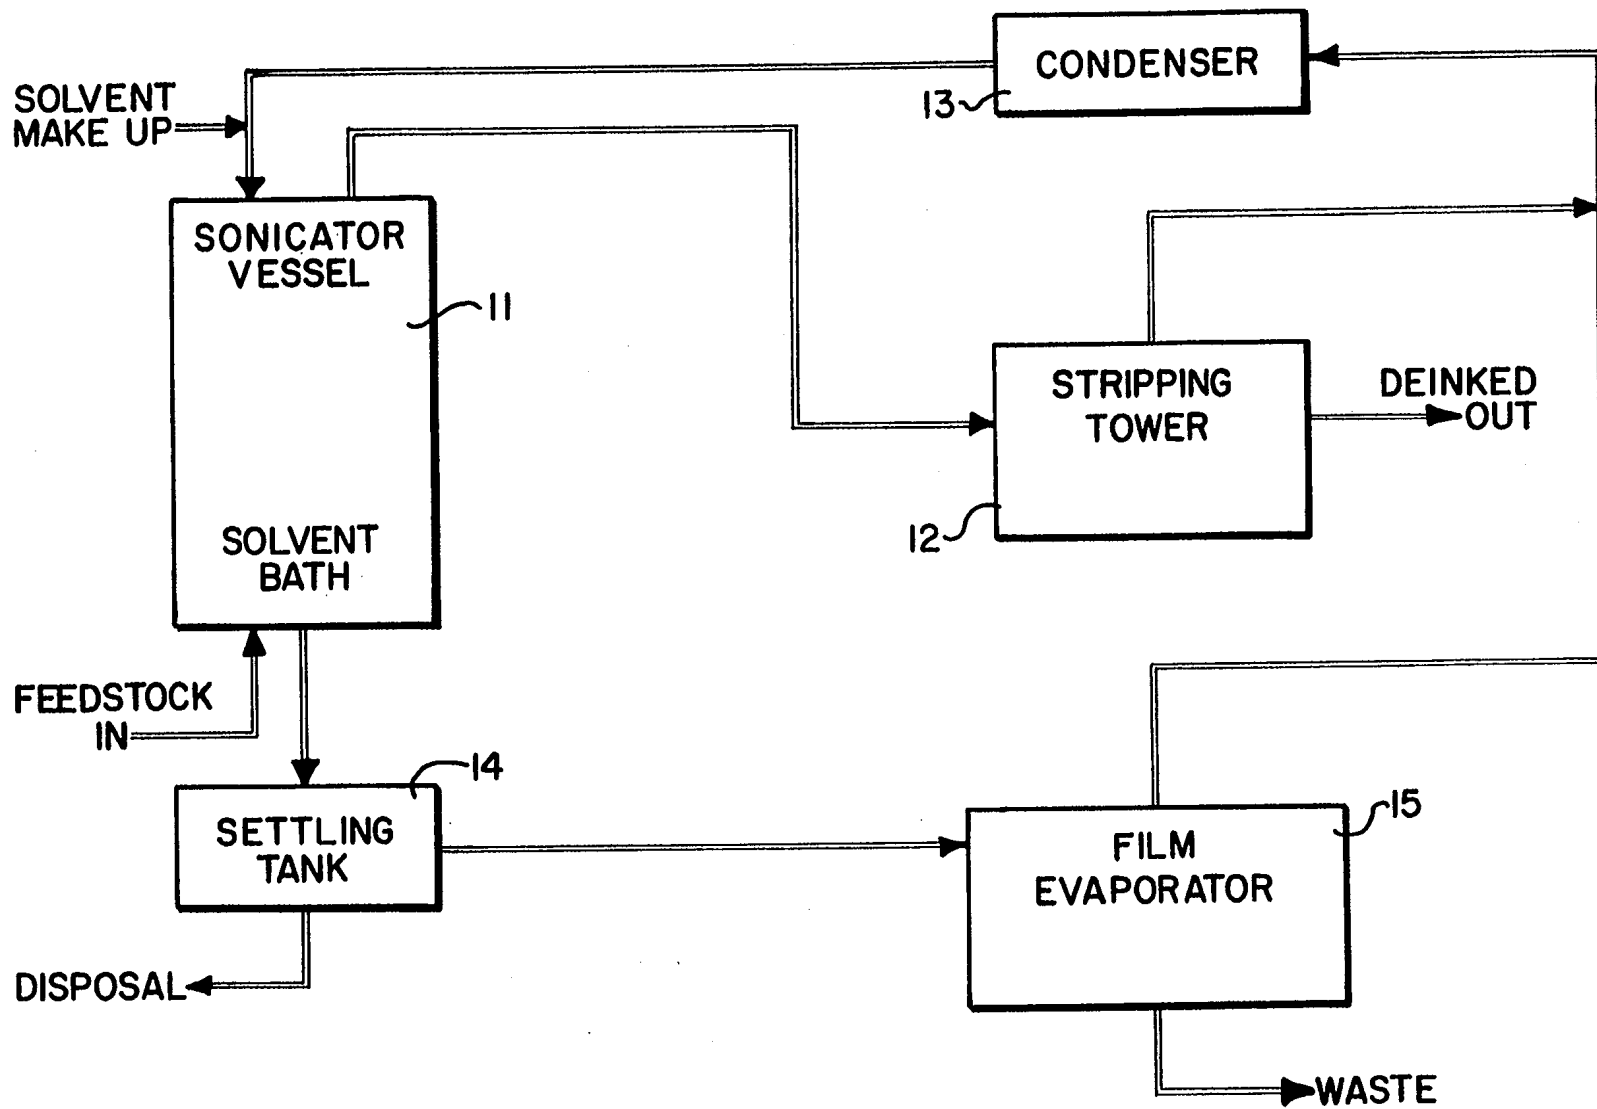 CONDENSER
13
SOLVENT
MAKE UP
SONICATOR
VESSEL
11
STRIPPING
TOWER
DEINKED
OUT
12
SOLVENT
BATH
FEEDSTOCK
IN
14
SETTLING
TANK
15
FILM
EVAPORATOR
DISPOSAL
WASTE